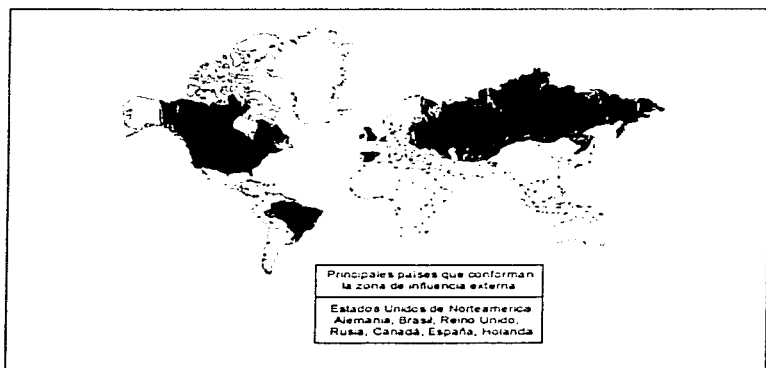 Principales países que conforman
la zona de influencia externa
Estados Unidos de Norteamerica
Alemania, Brasil, Reino Unido,
Rusia, Canadá, España, Holanda